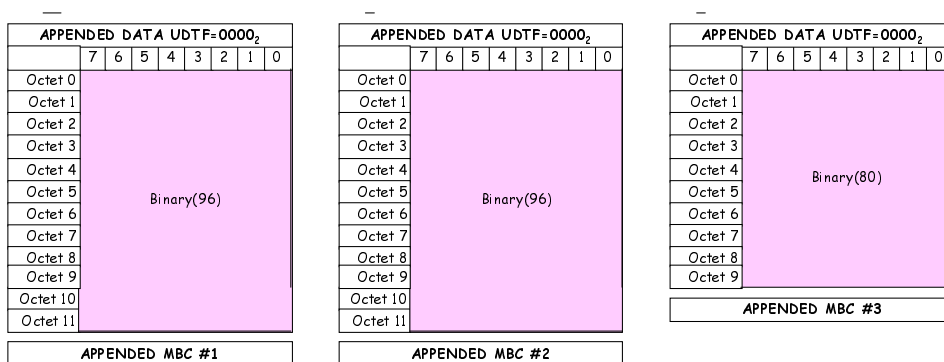 APPENDED DATA UDTF=0000₂
7 6 5 4 3 2 1 0
Octet 0
Octet 1
Octet 2
Octet 3
Octet 4
Octet 5
Octet 6
Octet 7
Octet 8
Octet 9
Octet 10
Octet 11
Binary(96)
APPENDED MBC #1
APPENDED DATA UDTF=0000₂
7 6 5 4 3 2 1 0
Octet 0
Octet 1
Octet 2
Octet 3
Octet 4
Octet 5
Octet 6
Octet 7
Octet 8
Octet 9
Octet 10
Octet 11
Binary(96)
APPENDED MBC #2
APPENDED DATA UDTF=0000₂
7 6 5 4 3 2 1 0
Octet 0
Octet 1
Octet 2
Octet 3
Octet 4
Octet 5
Octet 6
Octet 7
Octet 8
Octet 9
Binary(80)
APPENDED MBC #3